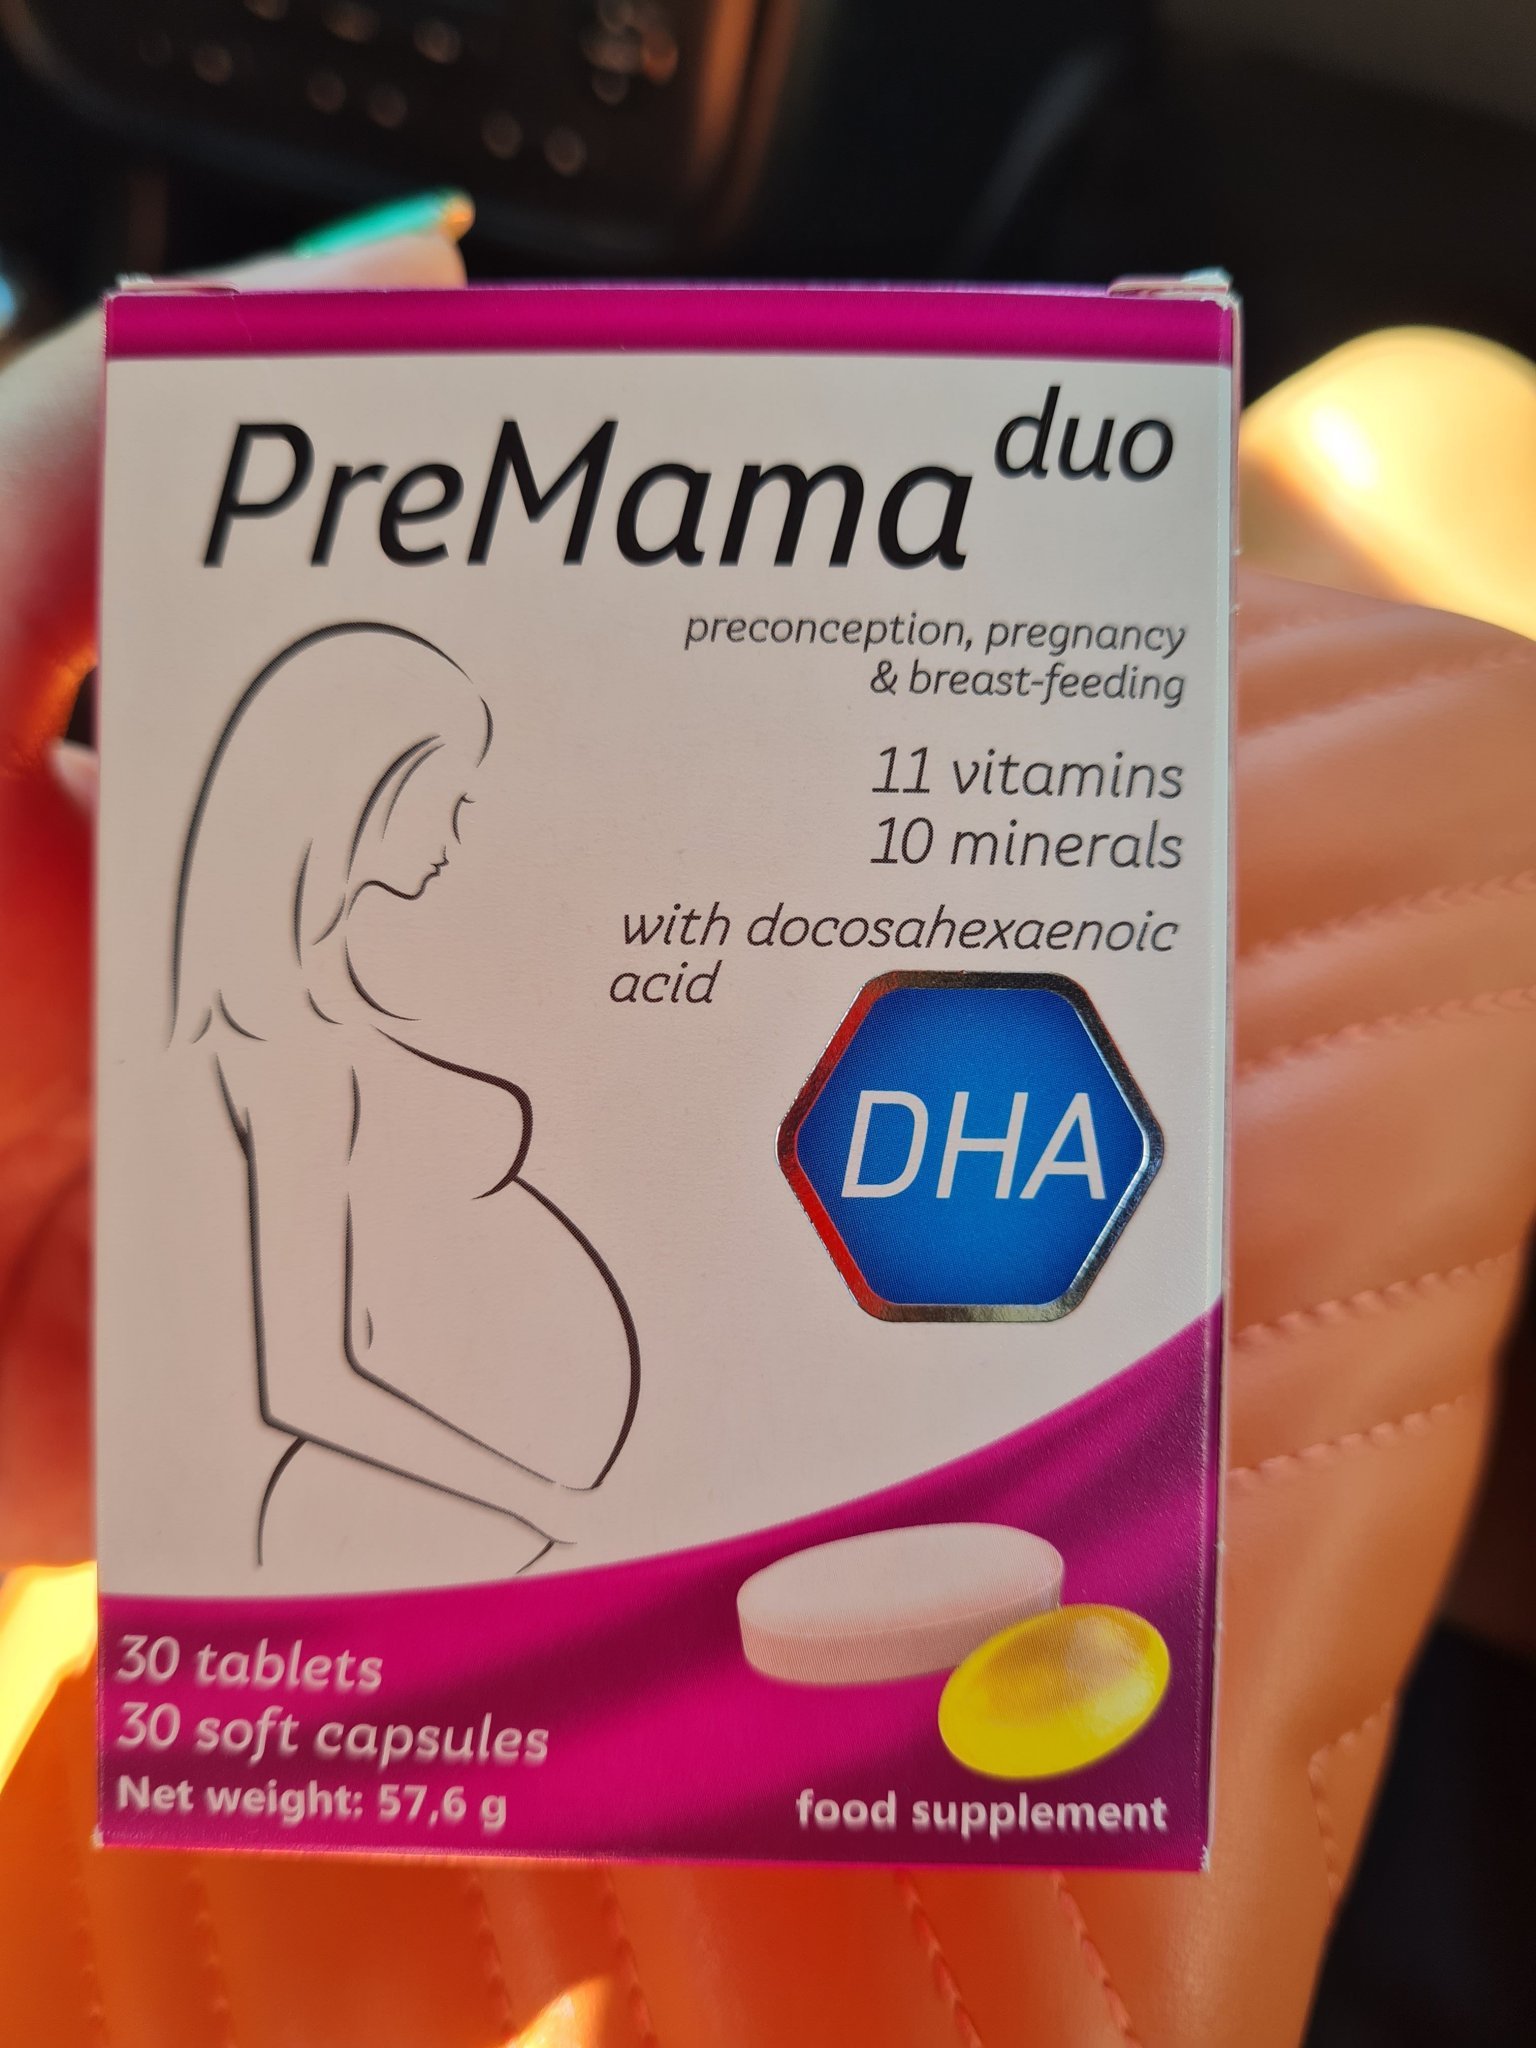 PreMama duo
preconception, pregnancy
& breast-feeding
11 vitamins
10 minerals
with docosahexaenoic
acid
DHA
30 tablets
30 soft capsules
Net weight: 57,6 g
food supplement